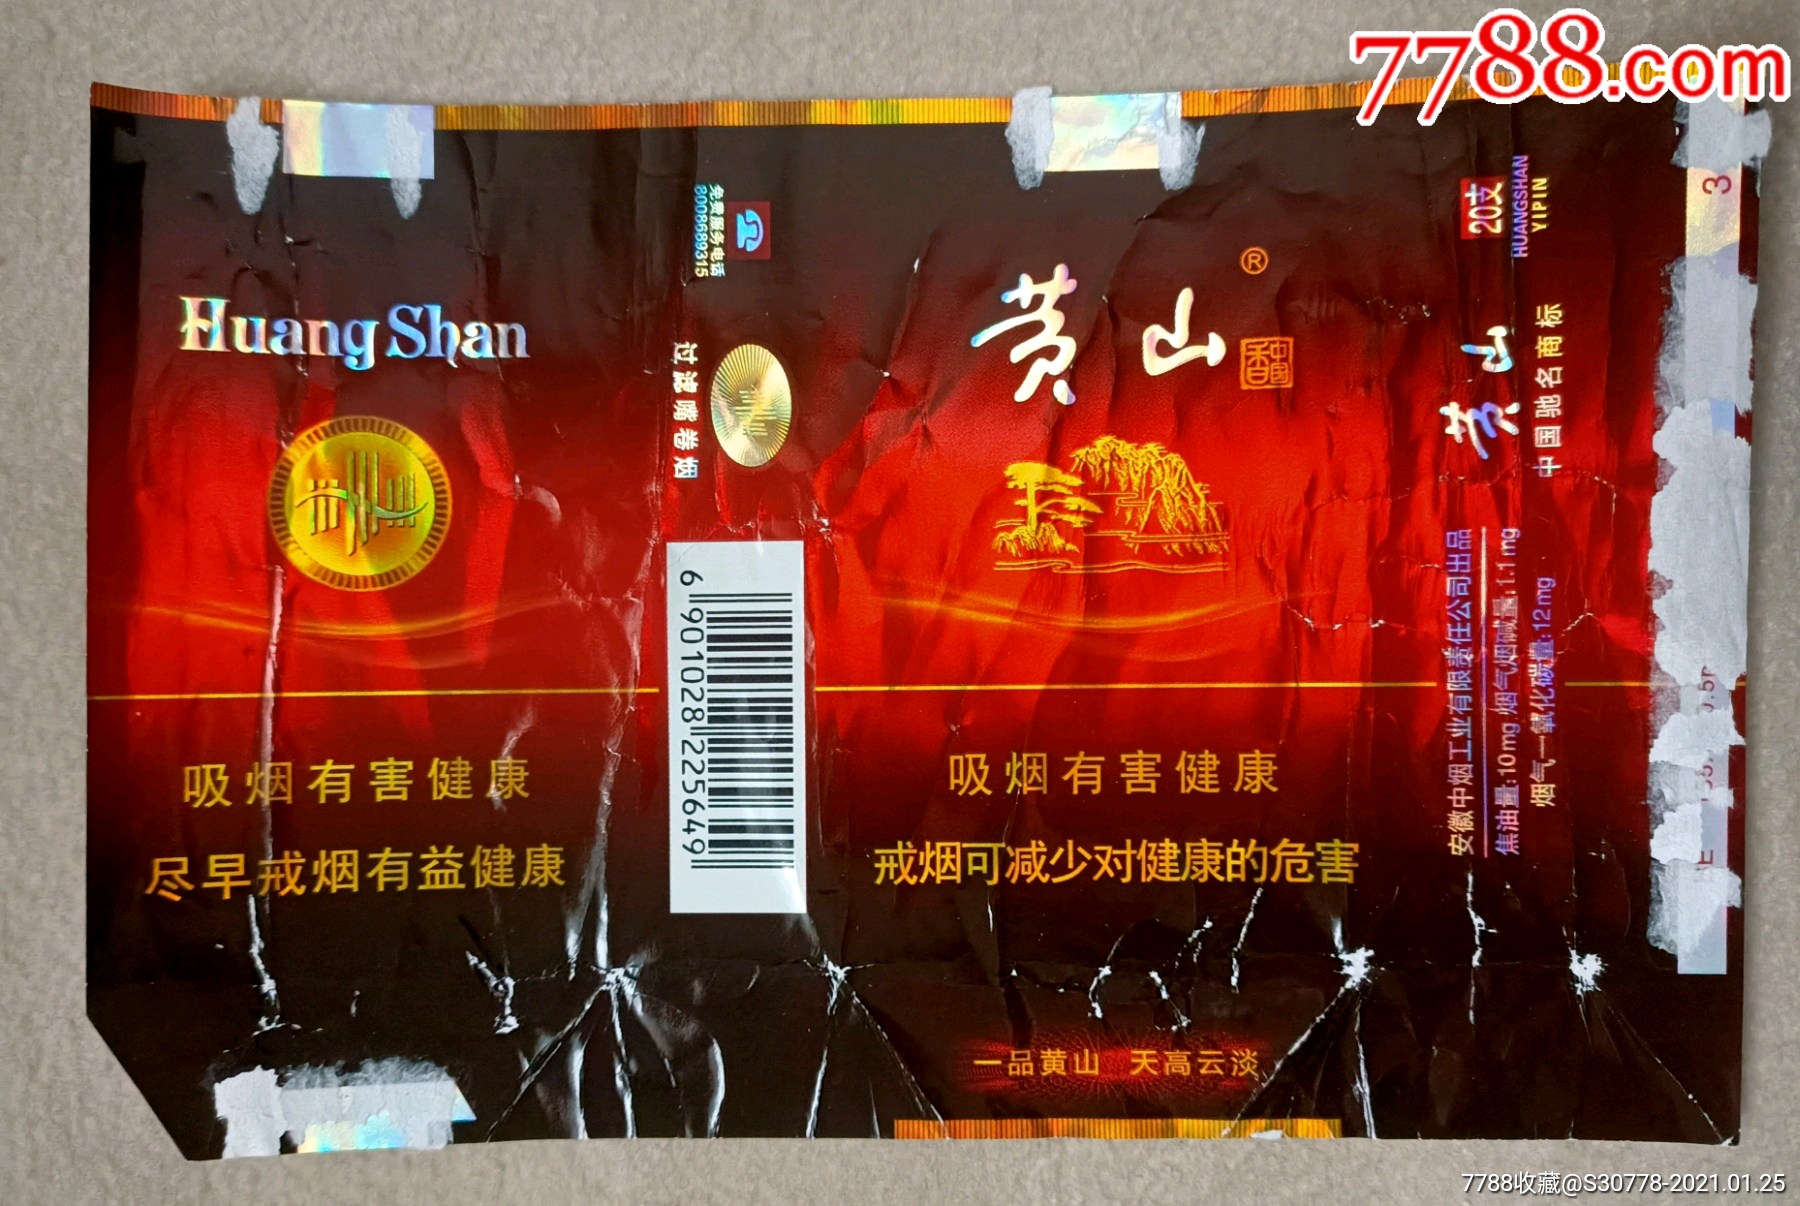 7788.com
Huang Shan
吸烟有害健康
尽早戒烟有益健康
免费服务电话
8008689315
过滤嘴卷烟
6 901028 225649
黄山
®
中国香
吸烟有害健康
戒烟可减少对健康的危害
一品黄山 天高云淡
20支
HUANGSHAN
YIPIN
黄山
中国驰名商标
安徽中烟工业有限责任公司出品
焦油量:10mg 烟气烟碱量:1.1mg
烟气一氧化碳量:12mg
3
7788收藏@S30778-2021.01.25